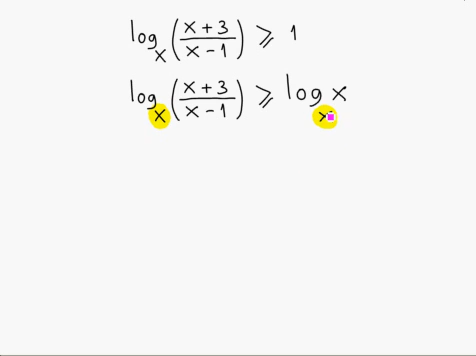 log_x((x+3)/(x-1)) ⩾ 1
log_x((x+3)/(x-1)) ⩾ log_x x